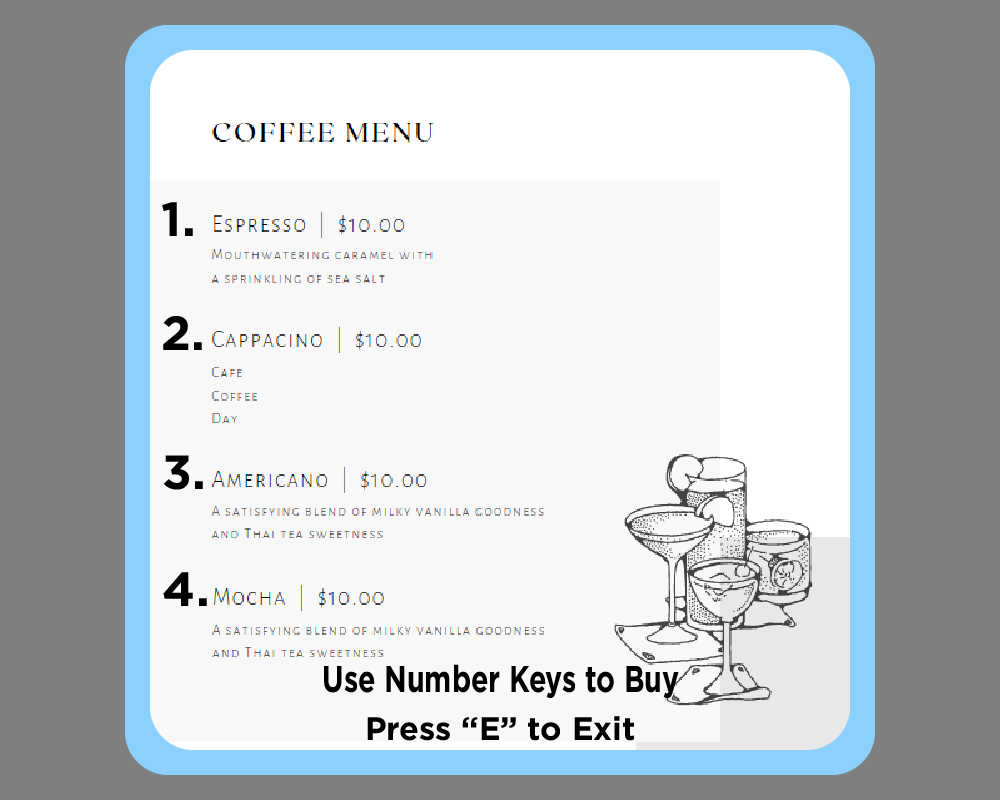 COFFEE MENU
1. Espresso | $10.00
Mouthwatering caramel with
a sprinkling of sea salt
2. Cappacino | $10.00
Cafe
Coffee
Day
3. Americano | $10.00
A satisfying blend of milky vanilla goodness
and Thai tea sweetness
4. Mocha | $10.00
A satisfying blend of milky vanilla goodness
and Thai tea sweetness
Use Number Keys to Buy
Press “E” to Exit